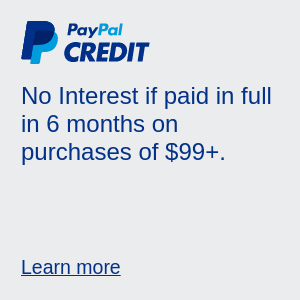 PayPal
CREDIT
No Interest if paid in full
in 6 months on
purchases of $99+.
Learn more